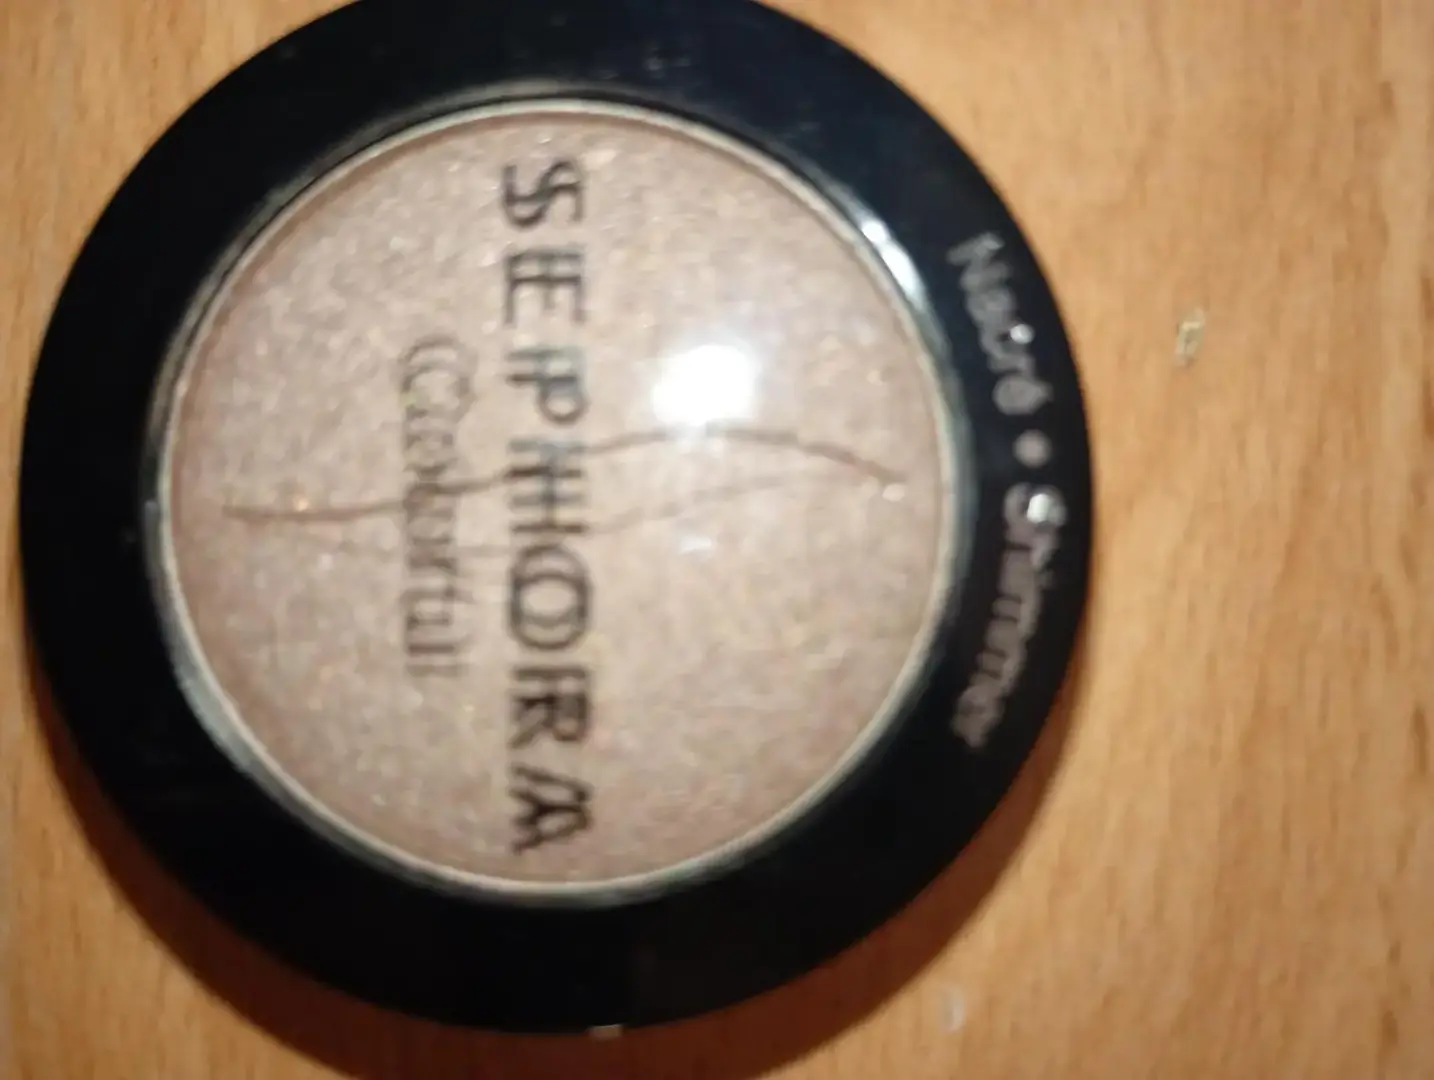 Nacré • Shimmer
SEPHORA
Colorful